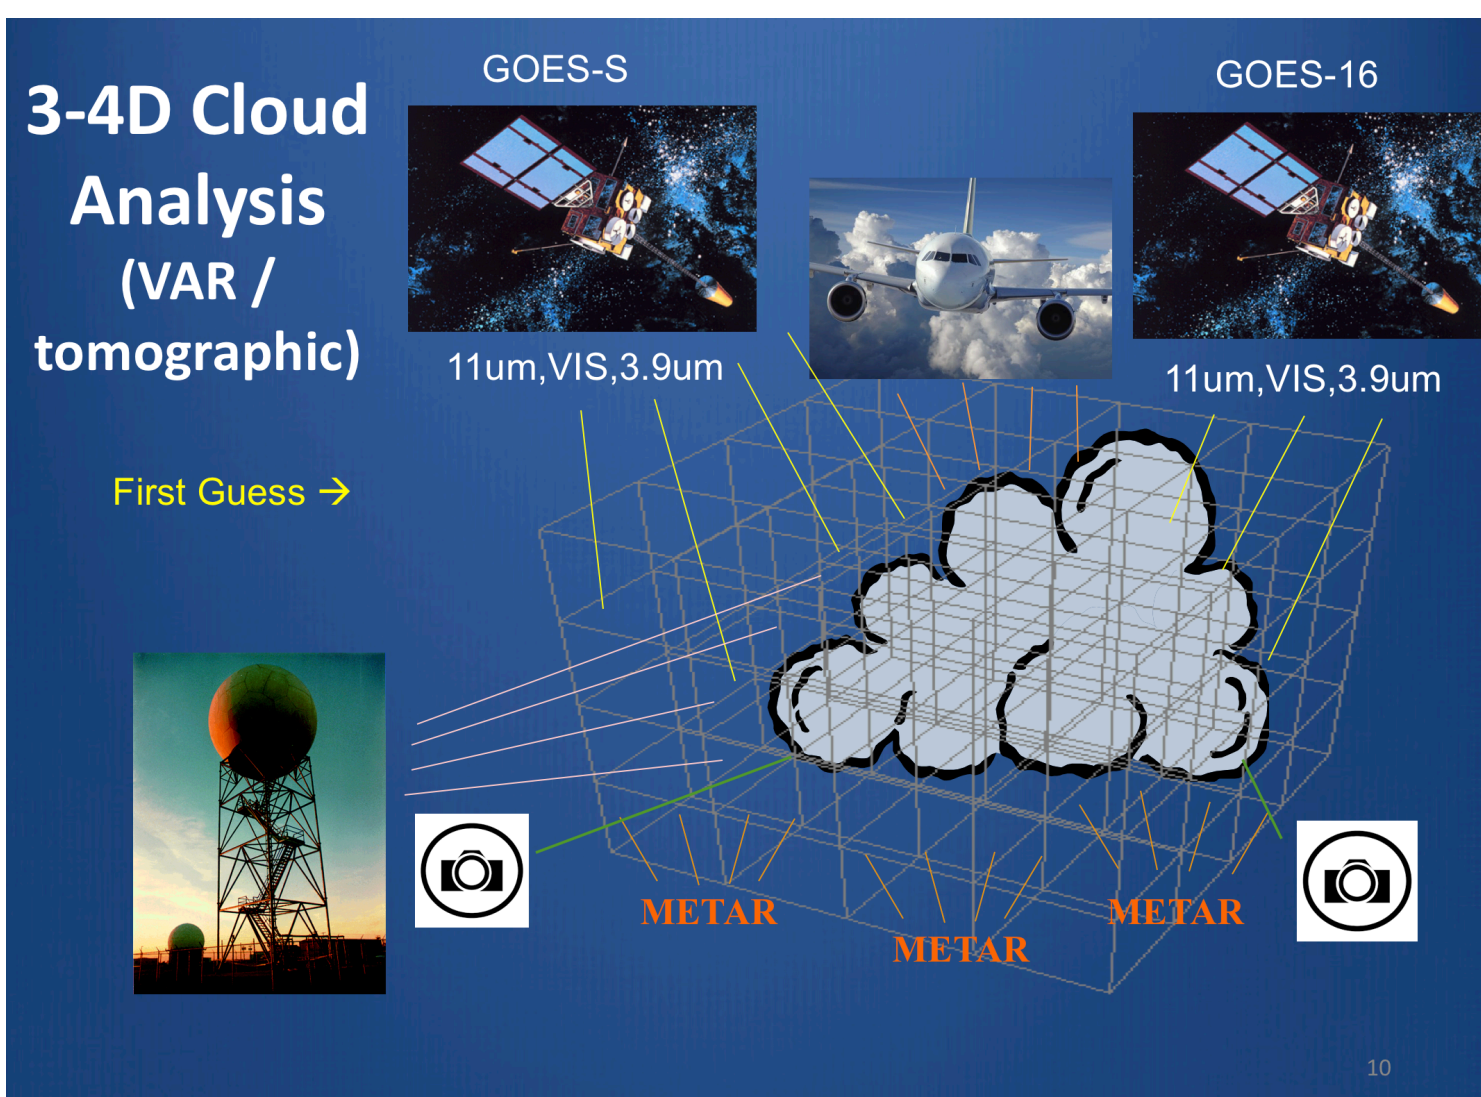 3-4D Cloud
Analysis
(VAR /
tomographic)
First Guess →
GOES-S
11um,VIS,3.9um
GOES-16
11um,VIS,3.9um
METAR
METAR
METAR
10